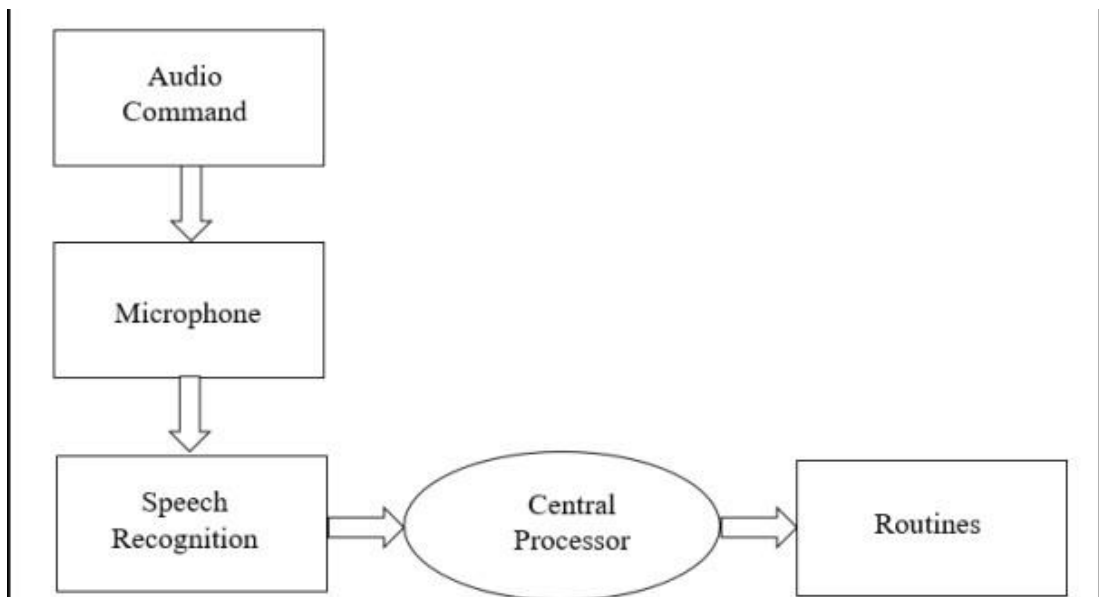 Audio
Command
Microphone
Speech
Recognition
Central
Processor
Routines